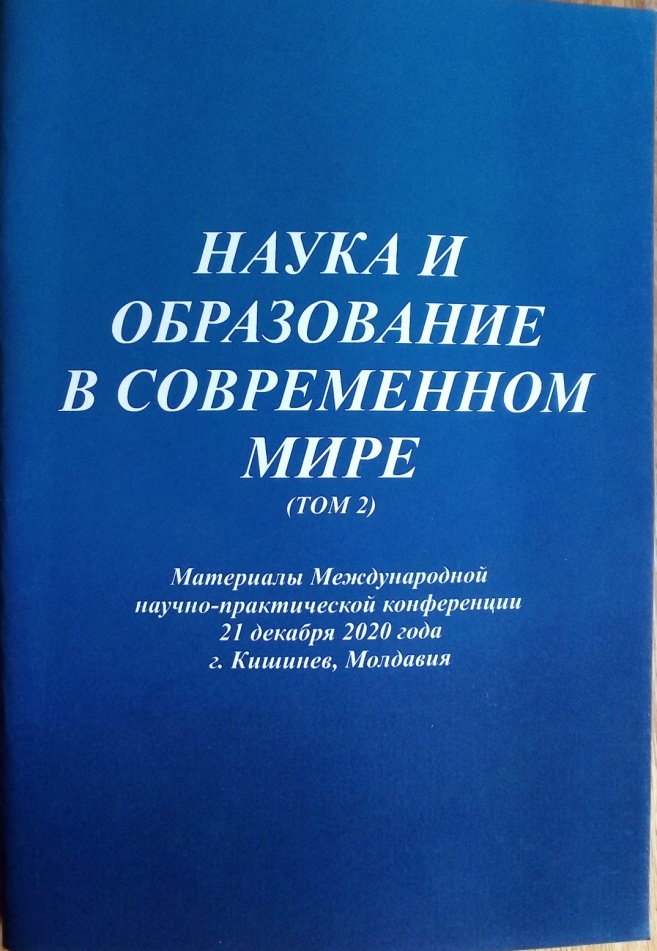 НАУКА И
ОБРАЗОВАНИЕ
В СОВРЕМЕННОМ
МИРЕ
(ТОМ 2)
Материалы Международной
научно-практической конференции
21 декабря 2020 года
г. Кишинев, Молдавия